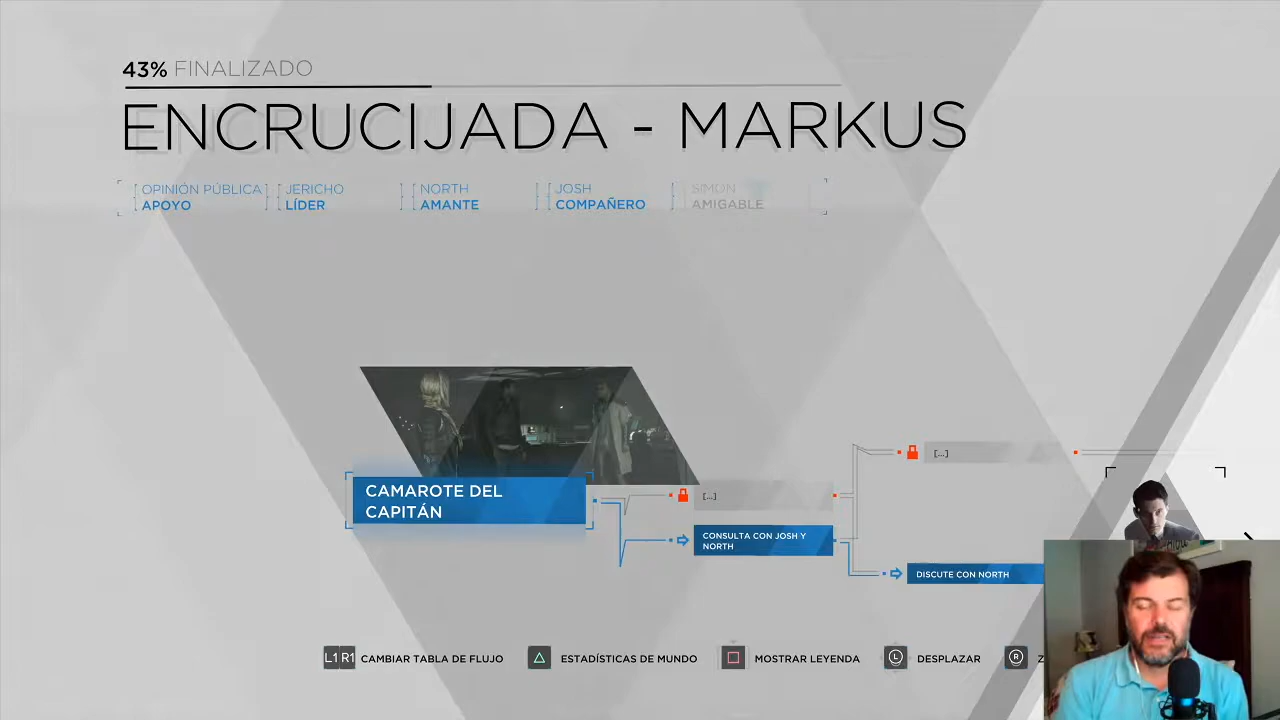 43% FINALIZADO
ENCRUCIJADA - MARKUS
OPINIÓN PÚBLICA JERICHO NORTH JOSH SIMON
APOYO LÍDER AMANTE COMPAÑERO AMIGABLE
CAMAROTE DEL
CAPITÁN
[...]
CONSULTA CON JOSH Y
NORTH
[...]
DISCUTE CON NORTH
L1 R1 CAMBIAR TABLA DE FLUJO ESTADÍSTICAS DE MUNDO MOSTRAR LEYENDA L DESPLAZAR R Z